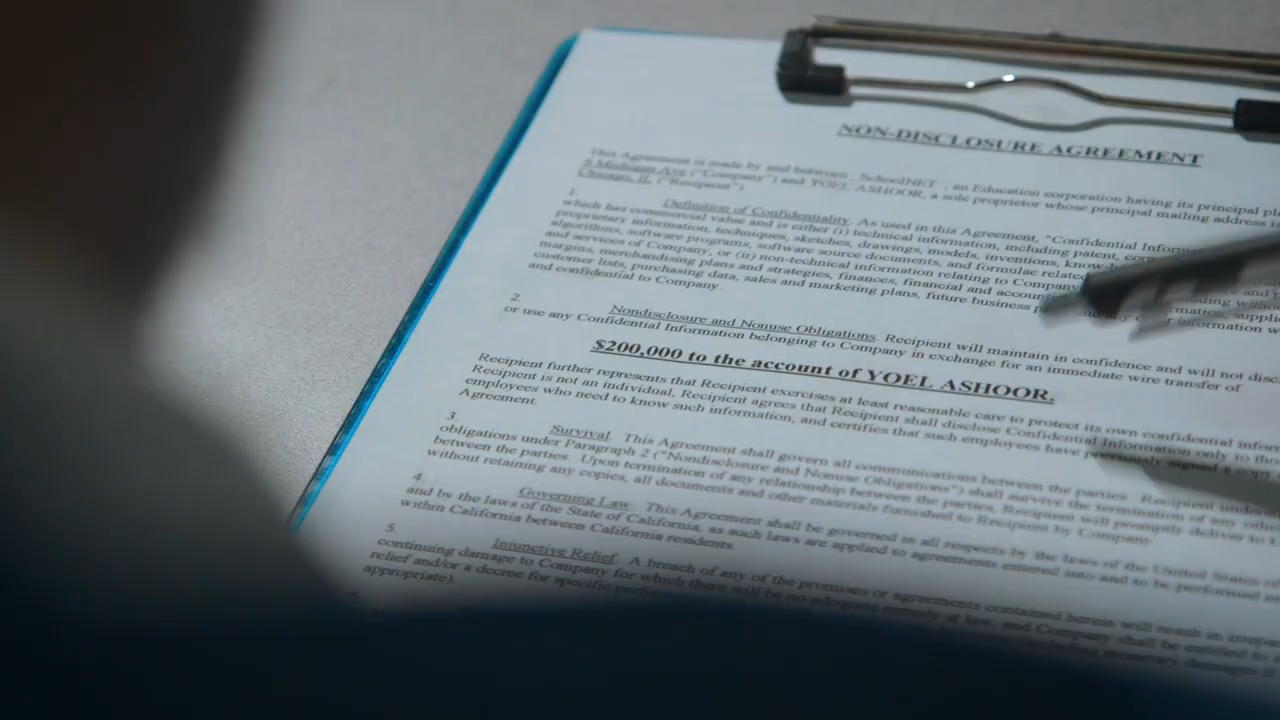 NON-DISCLOSURE AGREEMENT
This Agreement is made by and between SchoolNET , an Education corporation having its principal pl
Michigan Ave ("Company") and YOEL ASHOOR, a sole proprietor whose principal mailing address is
Chicago, IL ("Recipient")
1.
Definition of Confidentiality. As used in this Agreement, "Confidential Inform
which has commercial value and is either (i) technical information, including patent, cop
proprietary information, techniques, sketches, drawings, models, inventions, know-
algorithms, software programs, software source documents, and formulae related
and services of Company, or (ii) non-technical information relating to Company
margins, merchandising plans and strategies, finances, financial and accoun
customer lists, purchasing data, sales and marketing plans, future business p and any other information w
and confidential to Company.
2.
Nondisclosure and Nonuse Obligations. Recipient will maintain in confidence and will not disc
or use any Confidential Information belonging to Company in exchange for an immediate wire transfer of
$200,000 to the account of YOEL ASHOOR.
Recipient further represents that Recipient exercises at least reasonable care to protect its own confidential infor
Recipient is not an individual, Recipient agrees that Recipient shall disclose Confidential Information only to tho
employees who need to know such information, and certifies that such employees have previously signed a copy
Agreement.
3.
Survival. This Agreement shall govern all communications between the parties. Recipient under
obligations under Paragraph 2 ("Nondisclosure and Nonuse Obligations") shall survive the termination of any othe
between the parties. Upon termination of any relationship between the parties, Recipient will promptly deliver to
without retaining any copies, all documents and other materials furnished to Recipient by Company.
4.
Governing Law. This Agreement shall be governed in all respects by the laws of the United States of
and by the laws of the State of California, as such laws are applied to agreements entered into and to be performed
within California between California residents.
5.
Injunctive Relief. A breach of any of the promises or agreements contained herein will result in
continuing damage to Company for which there will be no adequate remedy at law, and Company shall be entitled to
relief and/or a decree for specific monetary damages if
appropriate).